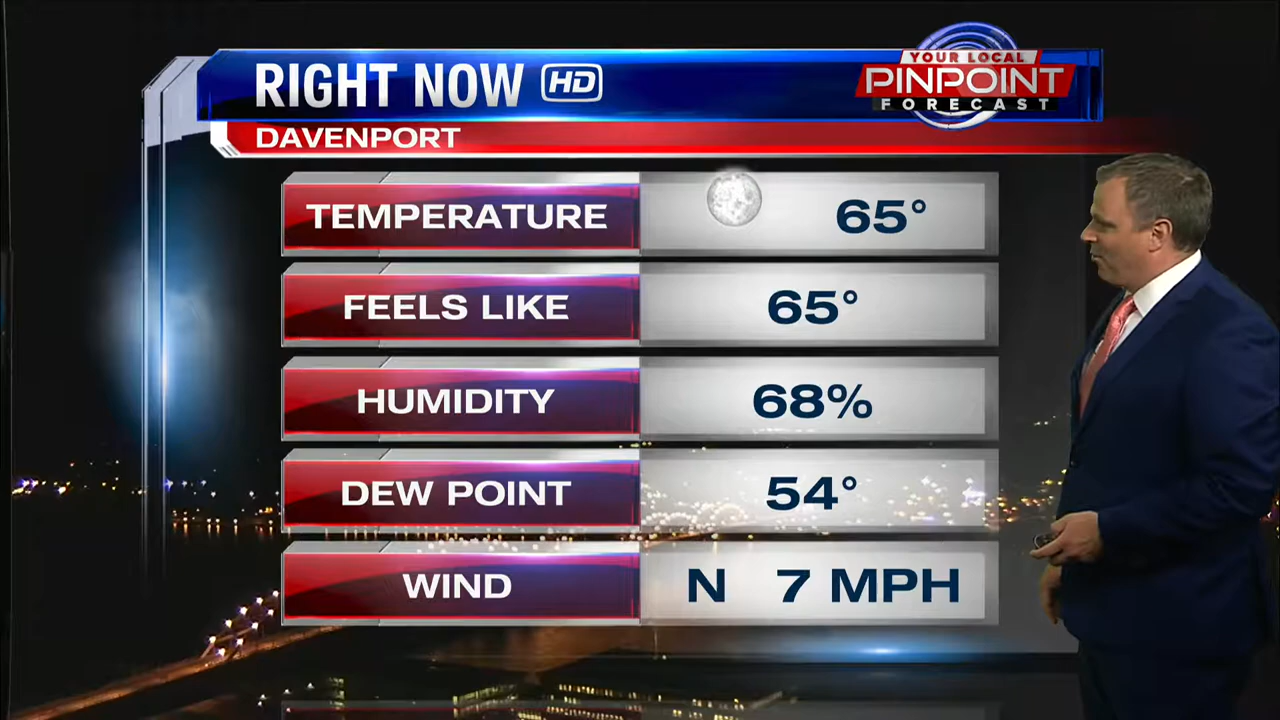 RIGHT NOW HD
YOUR LOCAL
PINPOINT
FORECAST
DAVENPORT
TEMPERATURE 65°
FEELS LIKE 65°
HUMIDITY 68%
DEW POINT 54°
WIND N 7 MPH